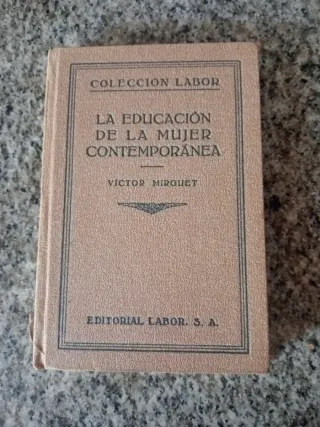 COLECCIÓN LABOR
LA EDUCACIÓN
DE LA MUJER
CONTEMPORÁNEA
VÍCTOR MIRGUET
EDITORIAL LABOR. S. A.